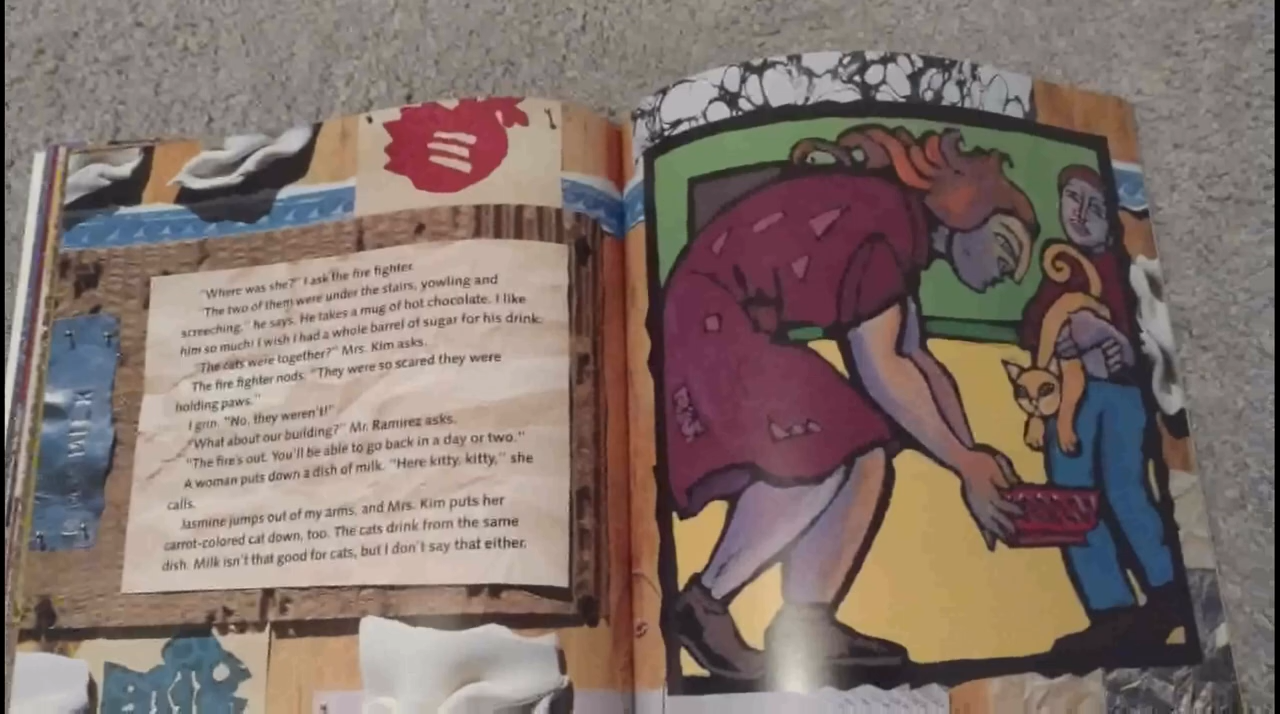 "Where was she?" I ask the fire fighter.
"The two of them were under the stairs, yowling and
screeching," he says. He takes a mug of hot chocolate. I like
him so much! I wish I had a whole barrel of sugar for his drink.
"The cats were together?" Mrs. Kim asks.
The fire fighter nods. "They were so scared they were
holding paws."
I grin. "No, they weren't!"
"What about our building?" Mr. Ramirez asks.
"The fire's out. You'll be able to go back in a day or two."
A woman puts down a dish of milk. "Here kitty, kitty," she
calls.
Jasmine jumps out of my arms, and Mrs. Kim puts her
carrot-colored cat down, too. The cats drink from the same
dish. Milk isn't that good for cats, but I don't say that either.